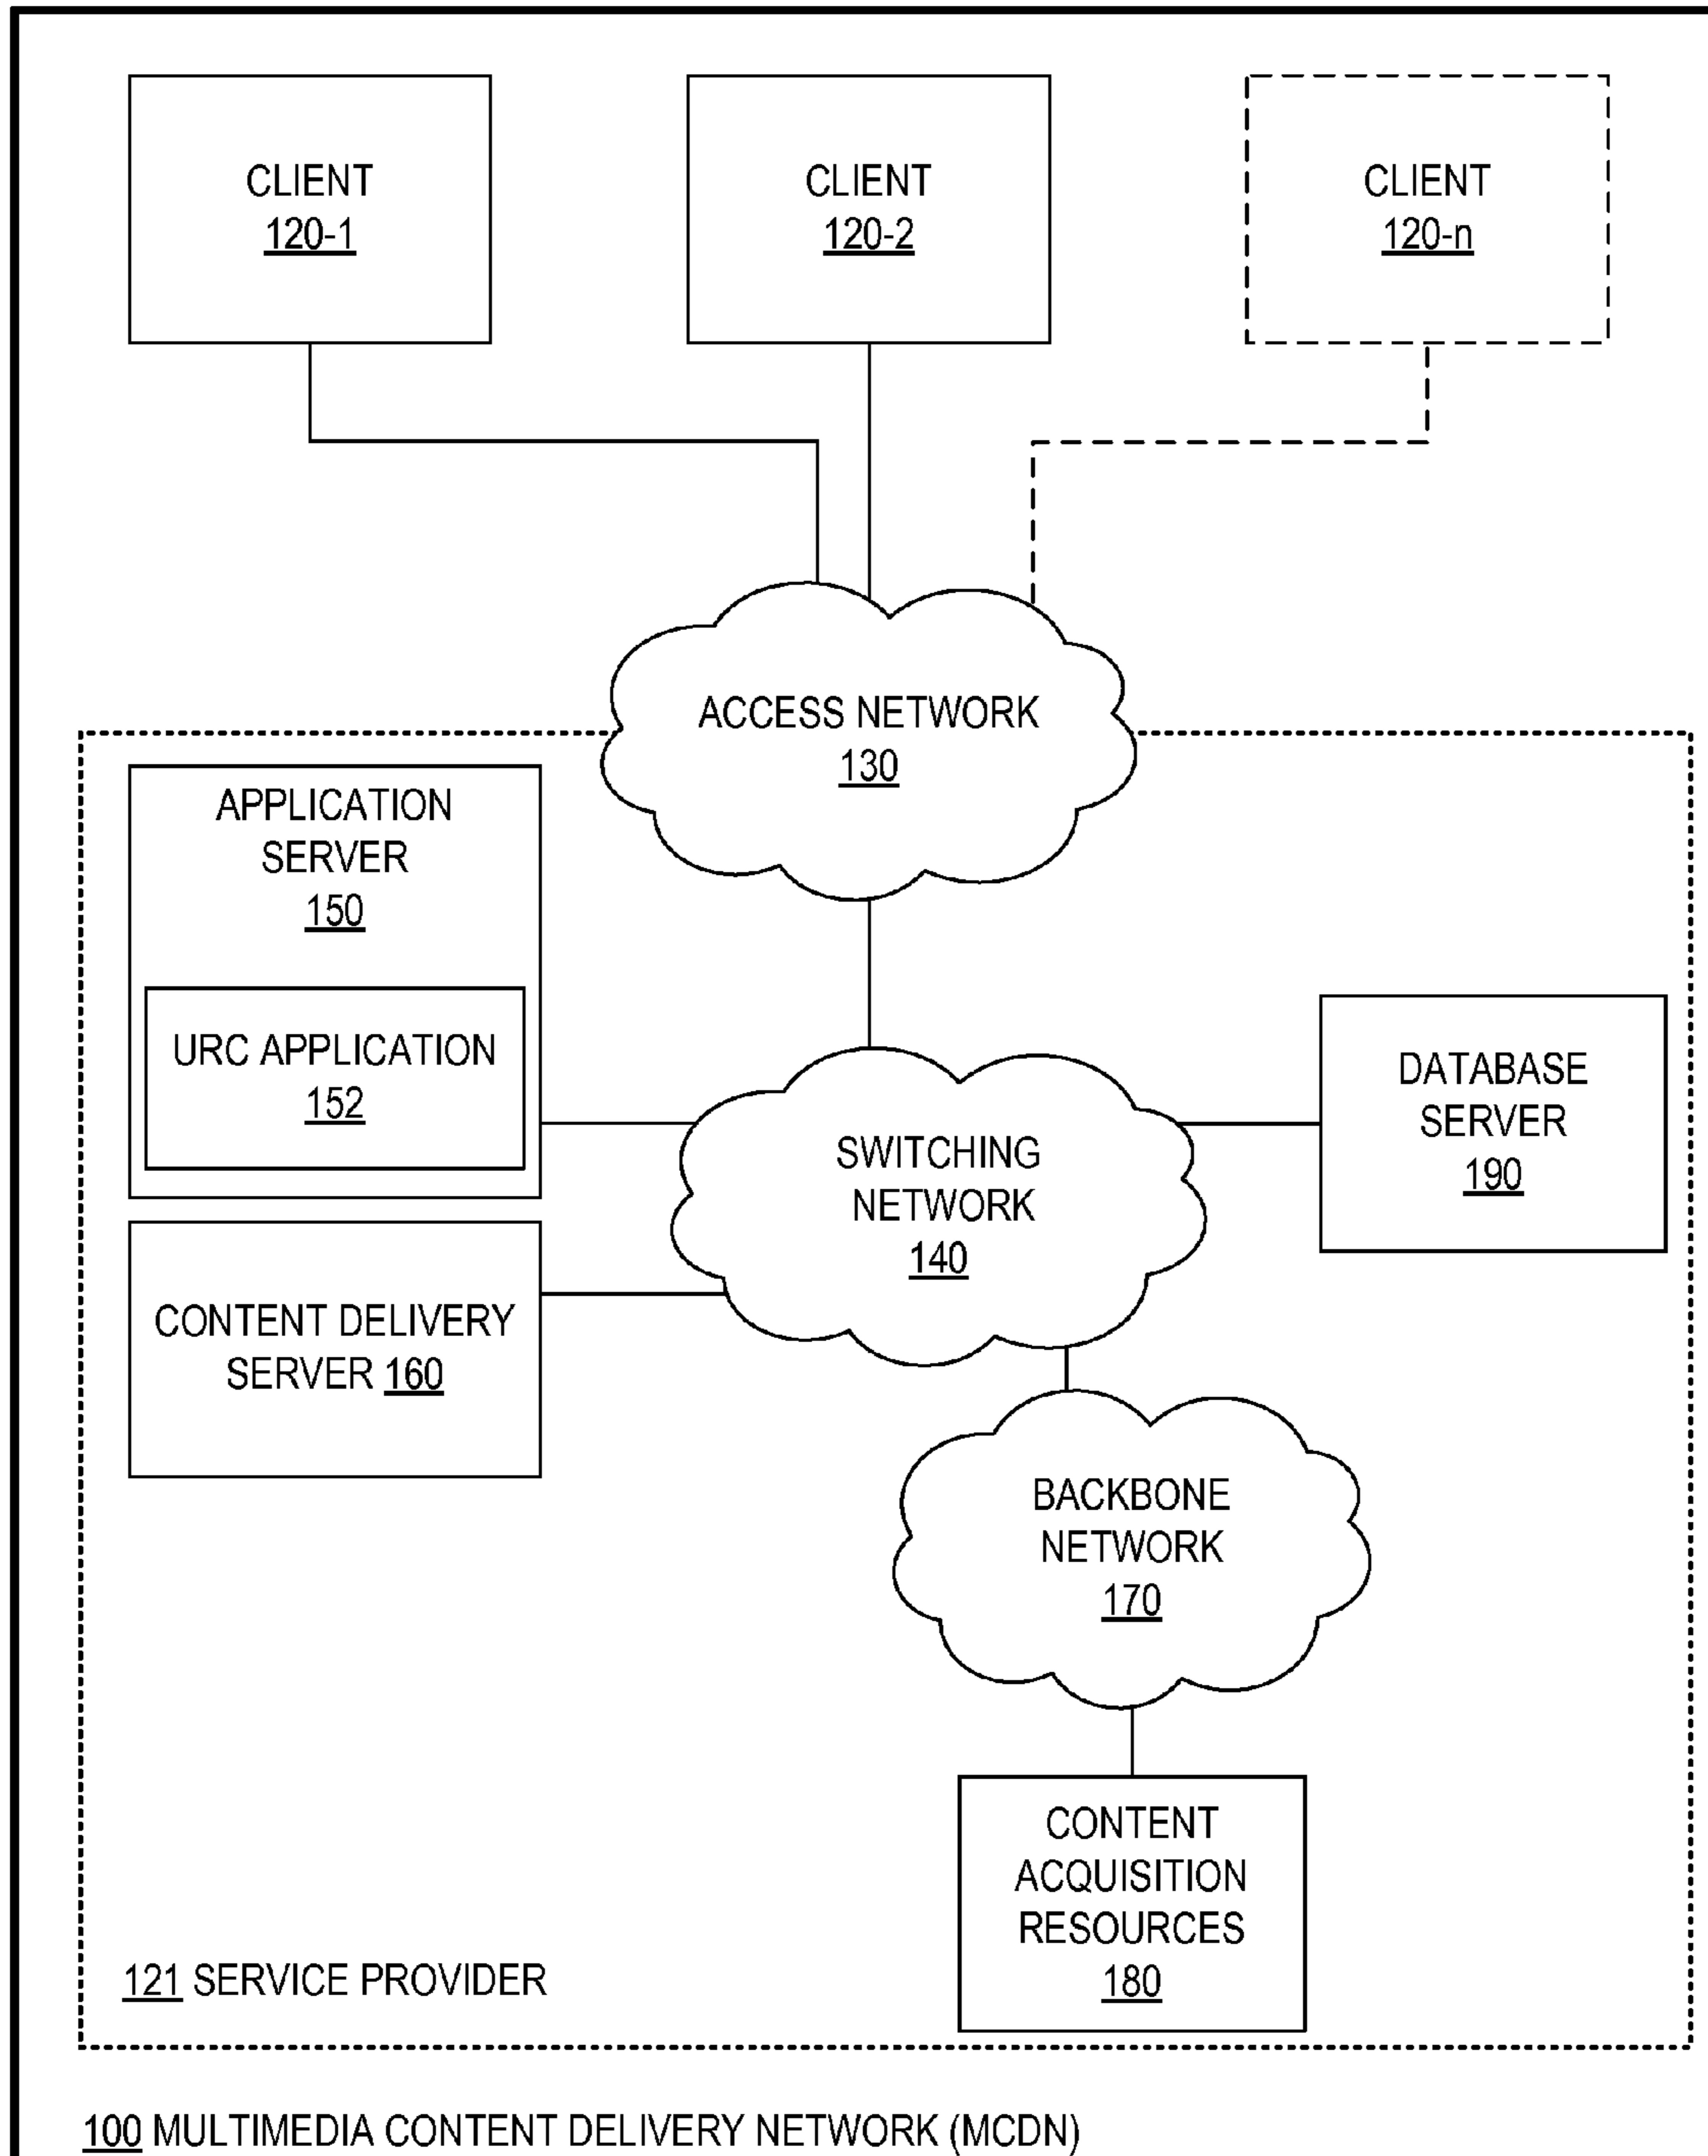 CLIENT
120-1
CLIENT
120-2
CLIENT
120-n
ACCESS NETWORK
130
APPLICATION
SERVER
150
URC APPLICATION
152
SWITCHING
NETWORK
140
DATABASE
SERVER
190
CONTENT DELIVERY
SERVER 160
BACKBONE
NETWORK
170
CONTENT
ACQUISITION
RESOURCES
180
121 SERVICE PROVIDER
100 MULTIMEDIA CONTENT DELIVERY NETWORK (MCDN)